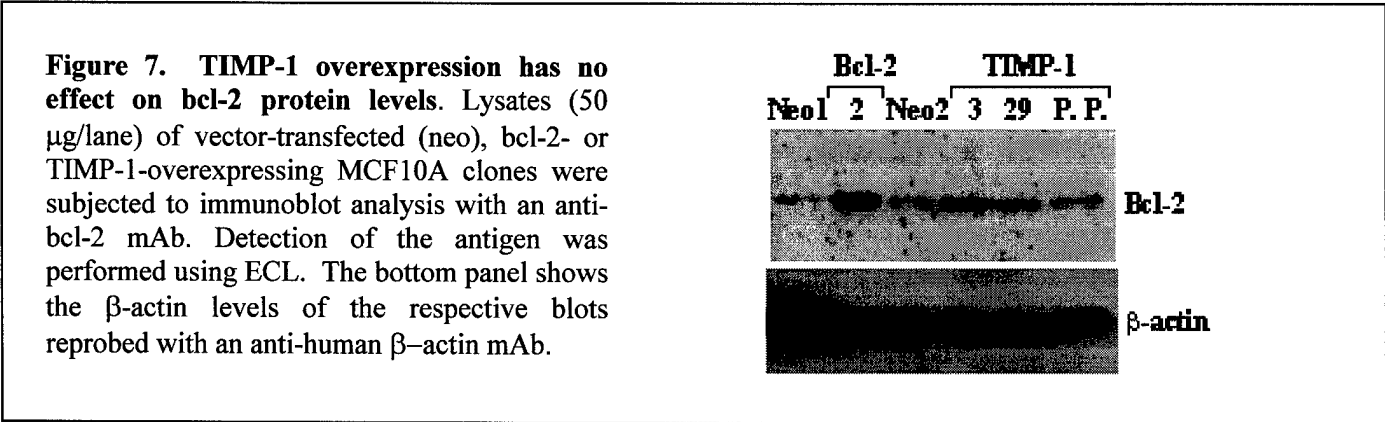 Figure 7. TIMP-1 overexpression has no
effect on bcl-2 protein levels. Lysates (50
µg/lane) of vector-transfected (neo), bcl-2- or
TIMP-1-overexpressing MCF10A clones were
subjected to immunoblot analysis with an anti-
bcl-2 mAb. Detection of the antigen was
performed using ECL. The bottom panel shows
the β-actin levels of the respective blots
reprobed with an anti-human β–actin mAb.
Bcl-2 TIMP-1
Neo1 2 Neo2 3 29 P. P.
Bcl-2
β-actin